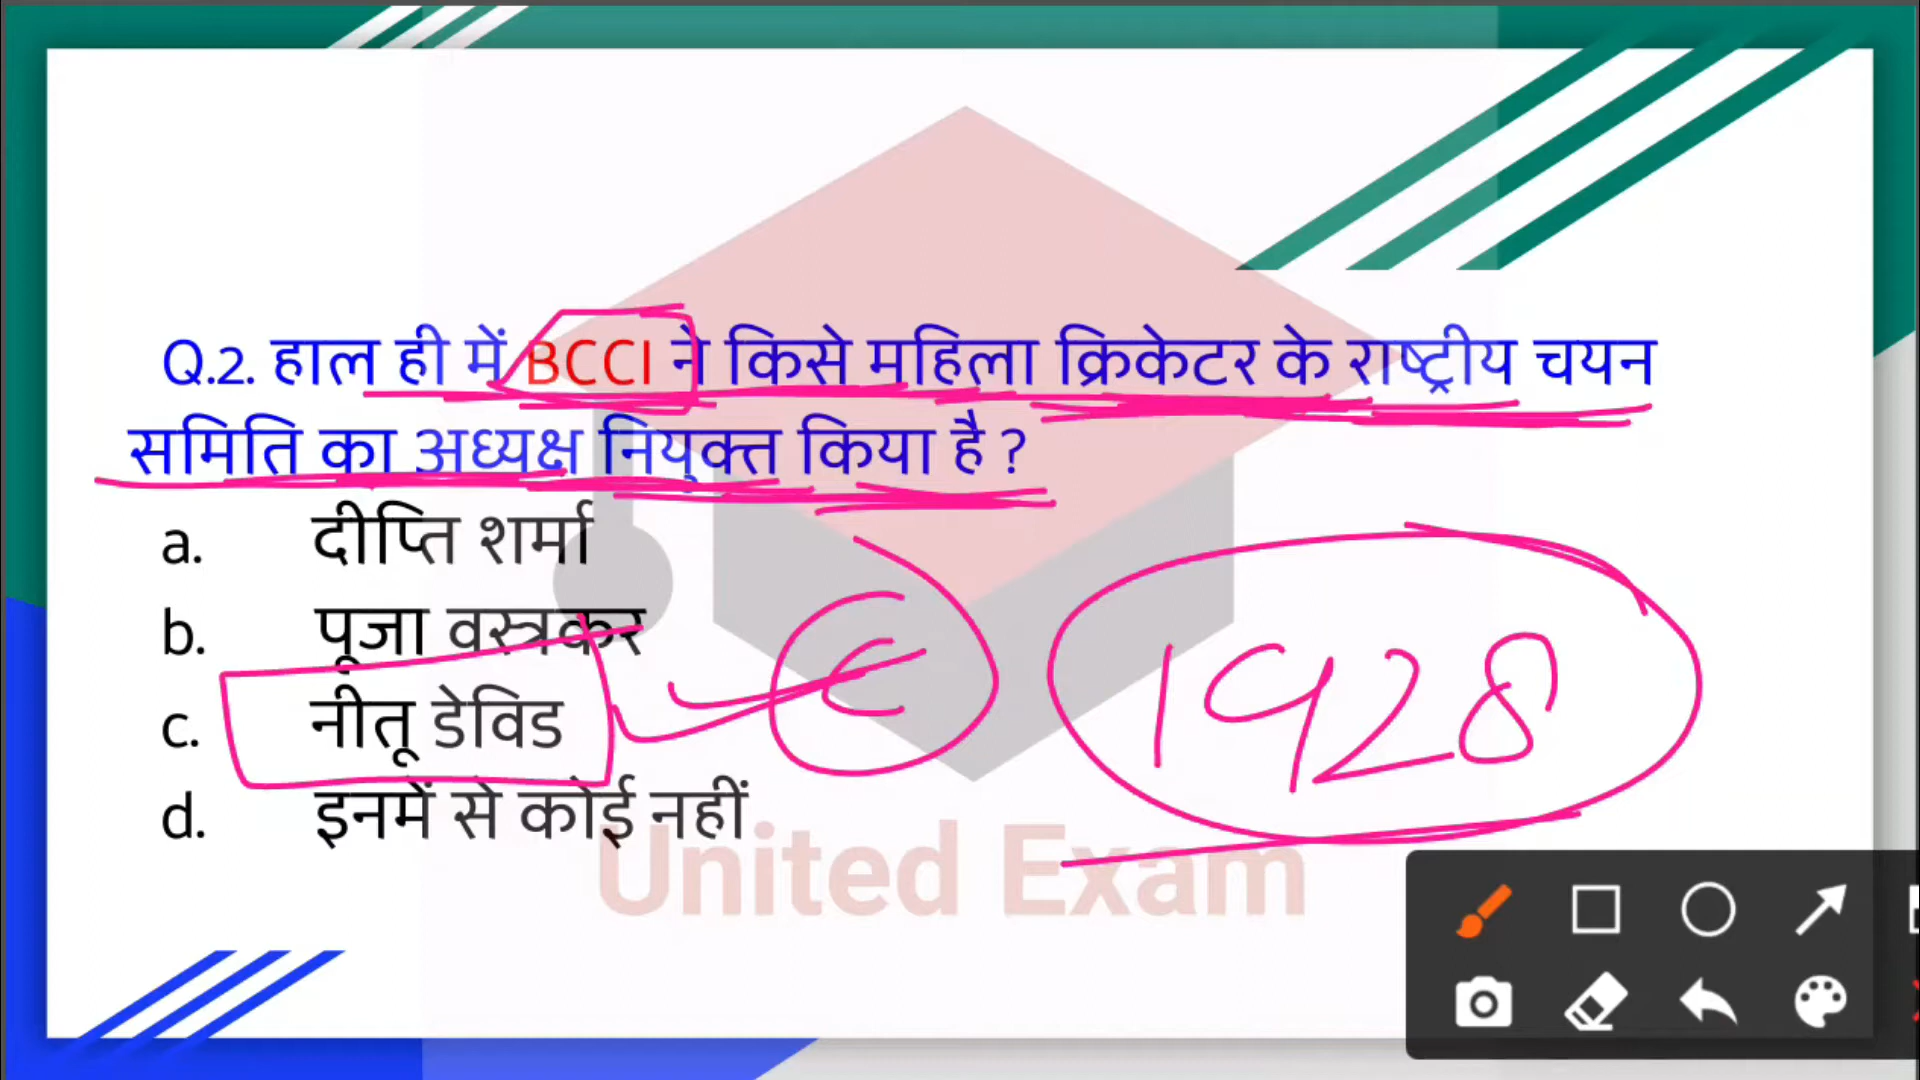 Q.2. हाल ही में BCCI ने किसे महिला क्रिकेटर के राष्ट्रीय चयन
समिति का अध्यक्ष नियुक्त किया है ?
a. दीप्ति शर्मा
b. पूजा वस्त्रकर
c. नीतू डेविड
C
1928
d. इनमें से कोई नहीं
United Exam